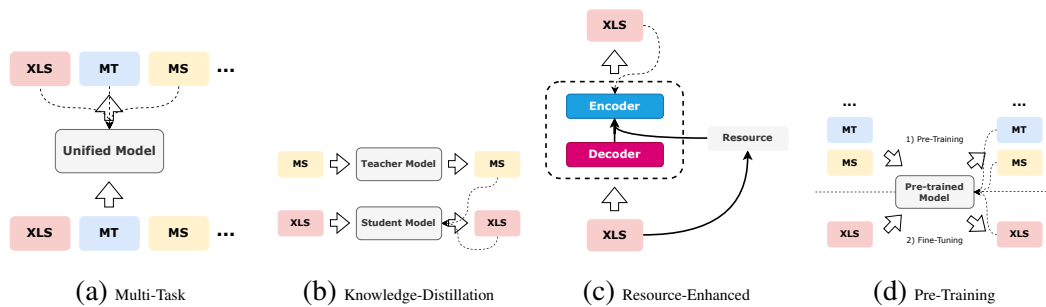 XLS MT MS ...
Unified Model
XLS MT MS ...
(a) Multi-Task
MS Teacher Model MS
XLS Student Model XLS
(b) Knowledge-Distillation
XLS
Encoder
Decoder
Resource
XLS
(c) Resource-Enhanced
... ...
MT 1) Pre-Training MT
MS MS
Pre-trained
Model
XLS 2) Fine-Tuning XLS
(d) Pre-Training